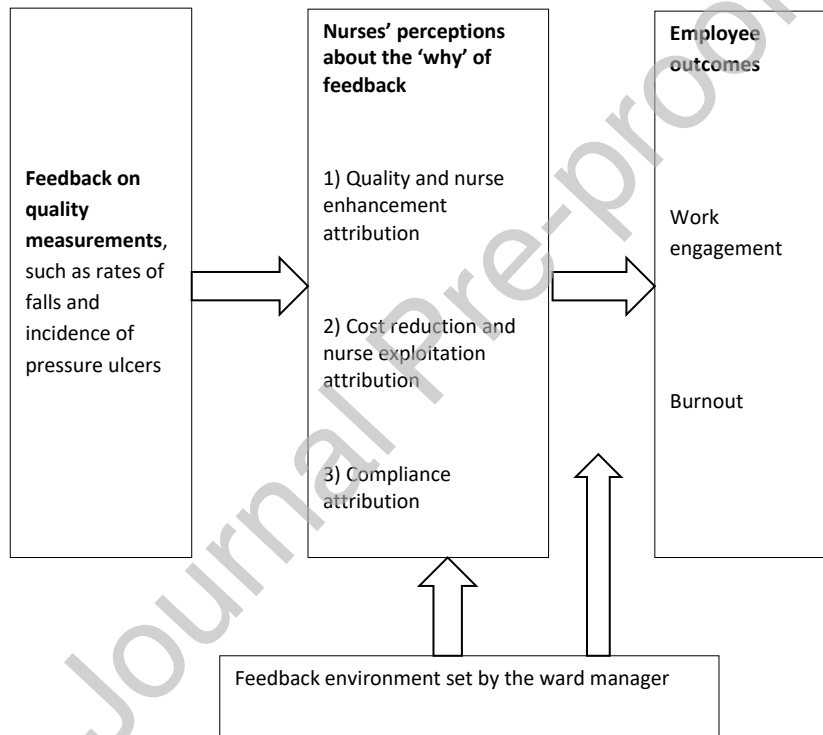 Feedback on
quality
measurements,
such as rates of
falls and
incidence of
pressure ulcers
Nurses’ perceptions
about the ‘why’ of
feedback
1) Quality and nurse
enhancement
attribution
2) Cost reduction and
nurse exploitation
attribution
3) Compliance
attribution
Employee
outcomes
Work
engagement
Burnout
Feedback environment set by the ward manager
Journal Pre-proof